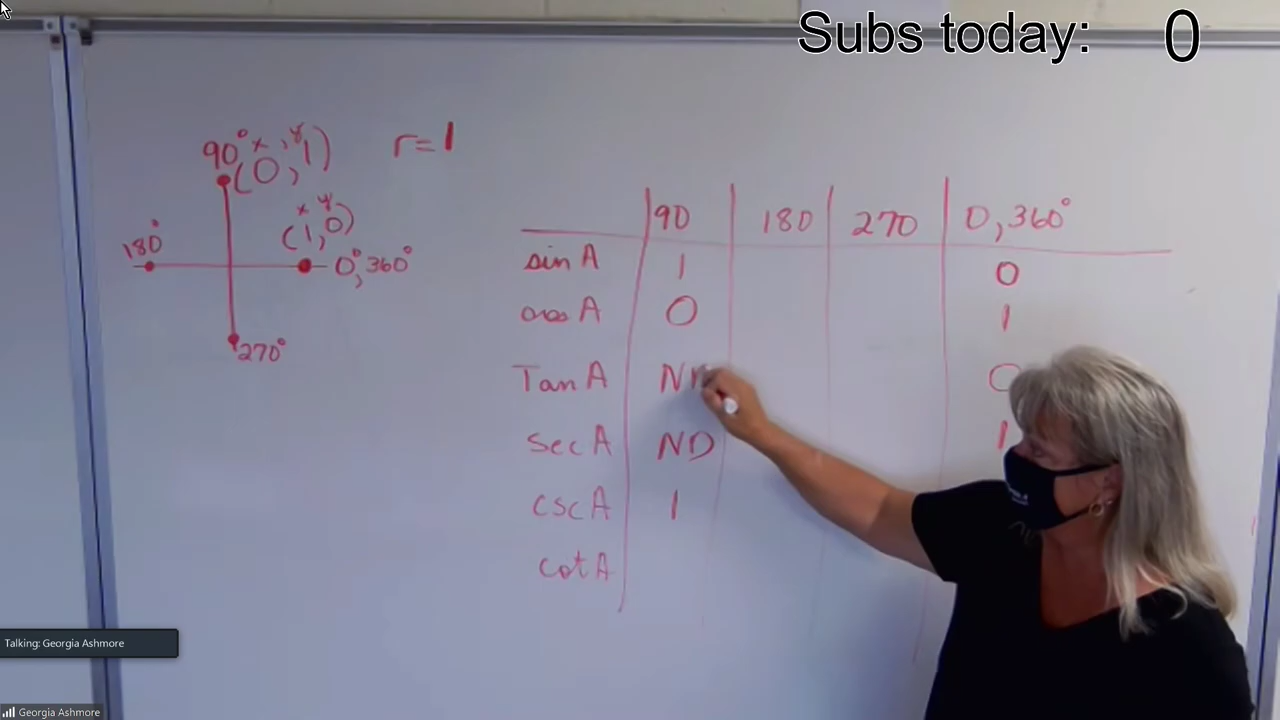 Subs today: 0
90° x, y
(0, 1)
r = 1
x y
(1, 0)
180°
0°, 360°
270°
90 180 270 0, 360°
sin A 1 0
cos A 0 1
Tan A ND 0
sec A ND 1
csc A 1
cot A
Talking: Georgia Ashmore
Georgia Ashmore